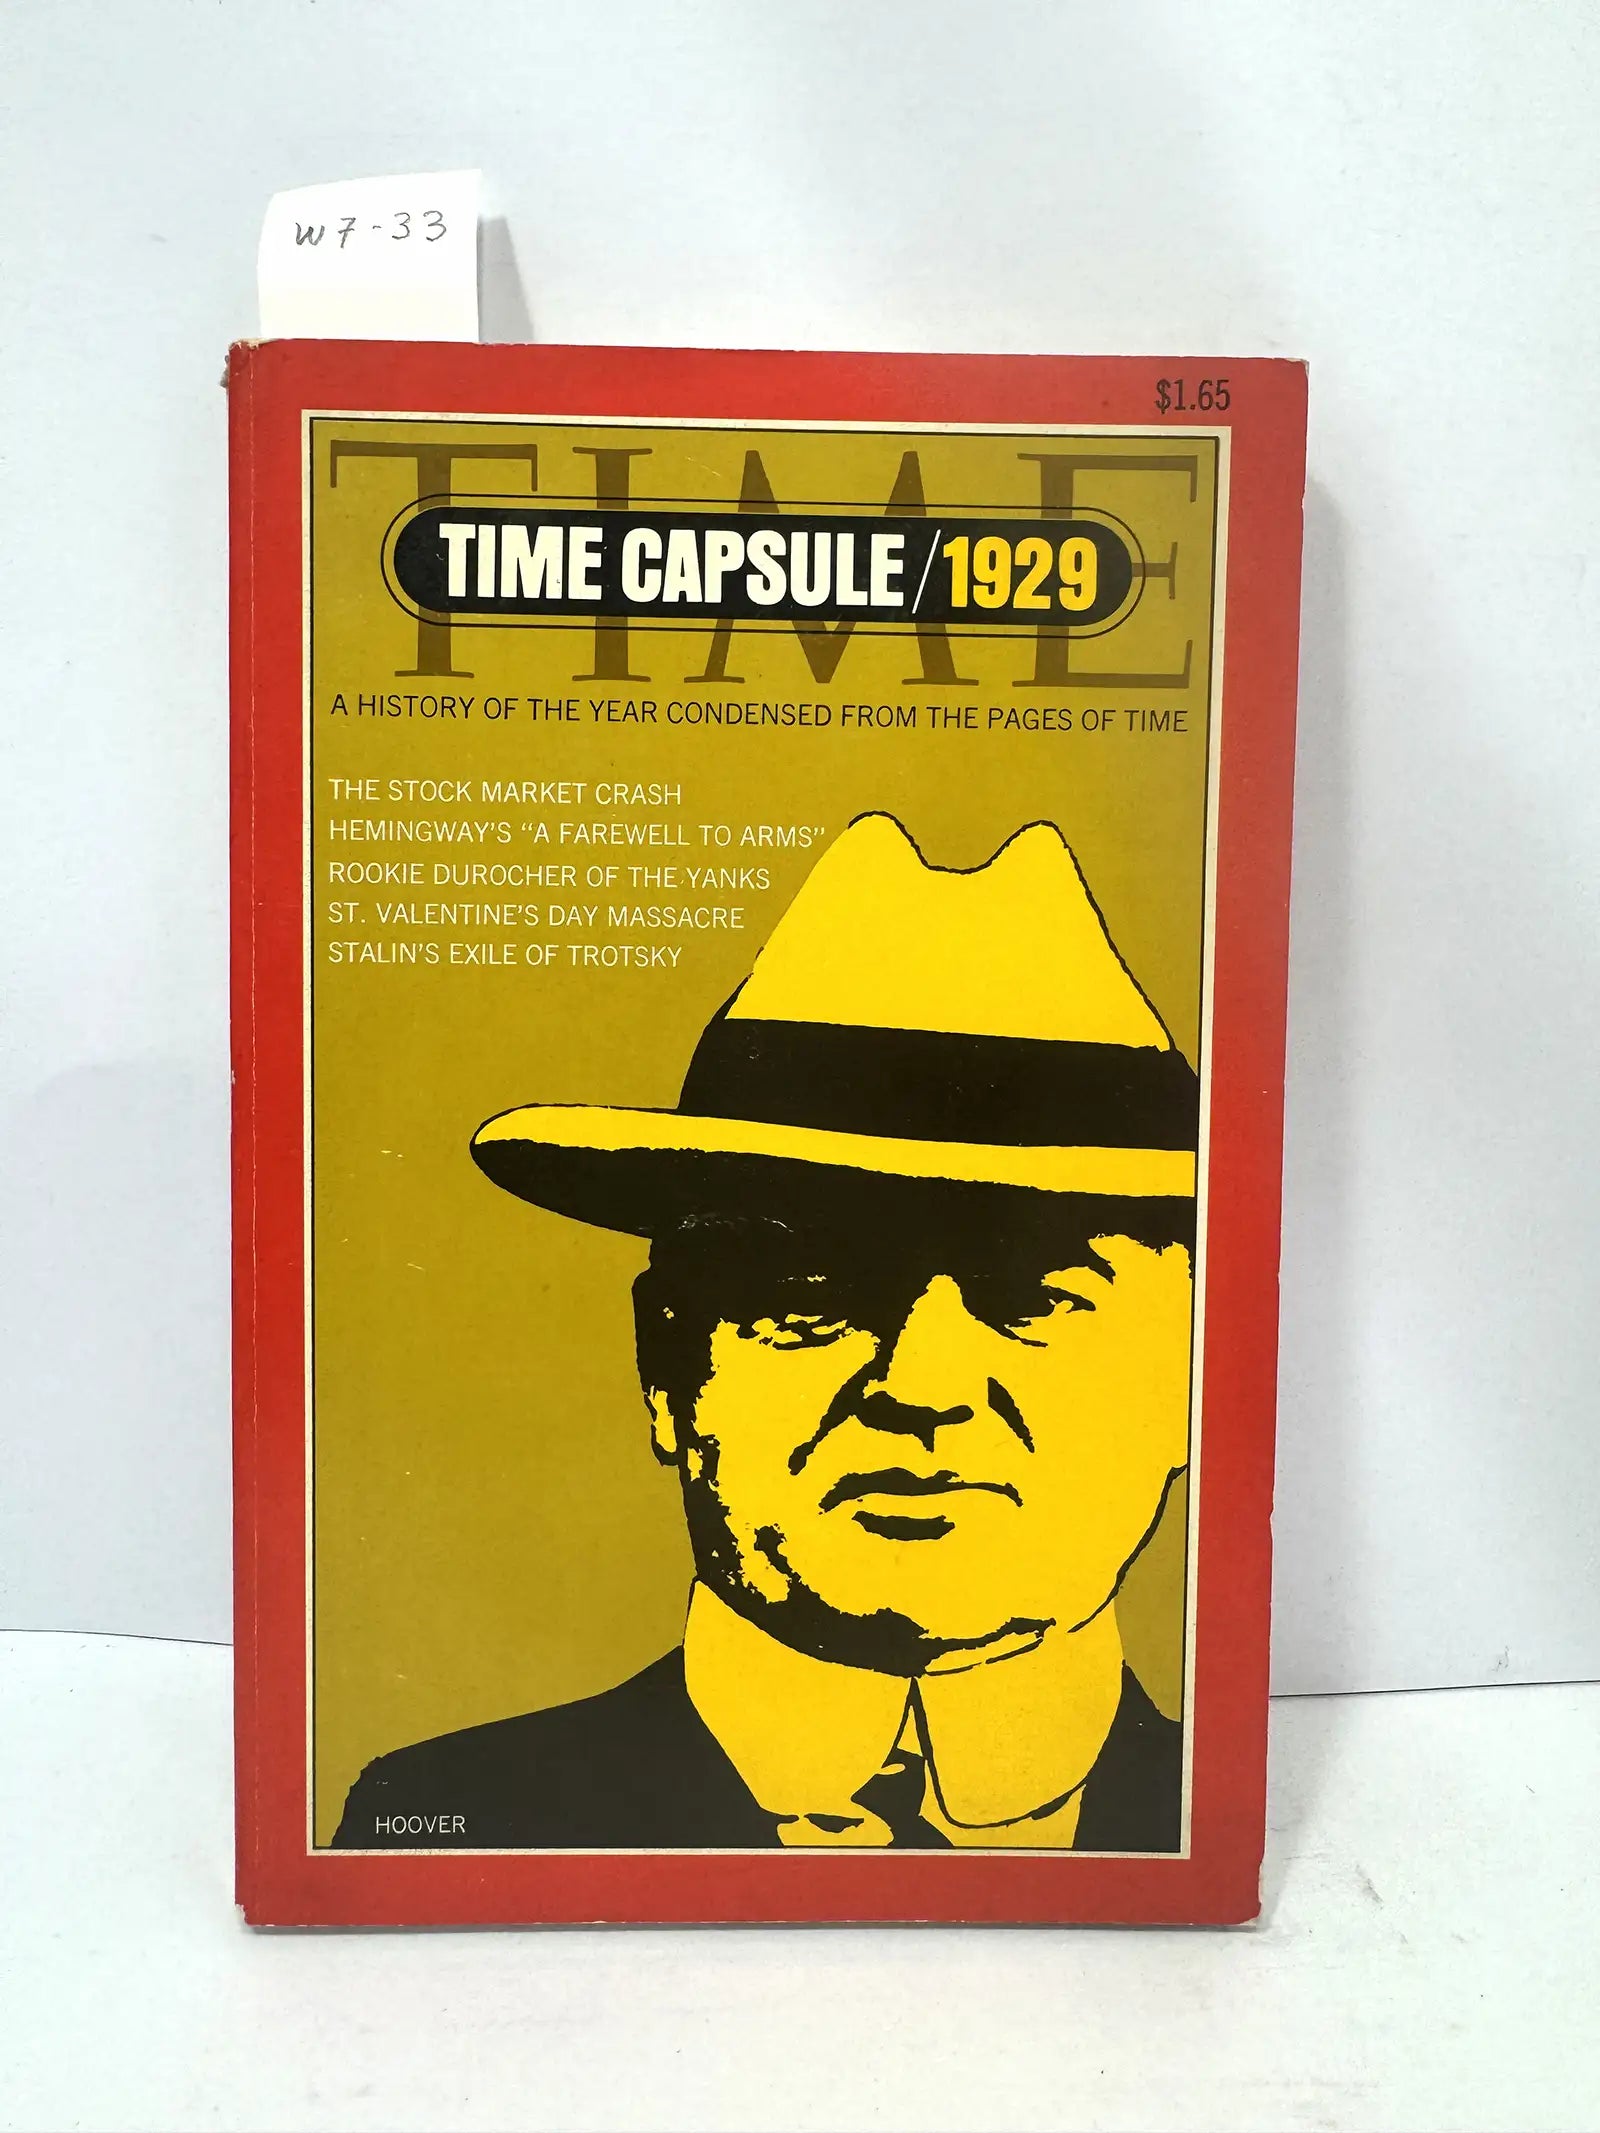 W7-33
$1.65
TIME
TIME CAPSULE/1929
A HISTORY OF THE YEAR CONDENSED FROM THE PAGES OF TIME
THE STOCK MARKET CRASH
HEMINGWAY'S "A FAREWELL TO ARMS"
ROOKIE DUROCHER OF THE YANKS
ST. VALENTINE'S DAY MASSACRE
STALIN'S EXILE OF TROTSKY
HOOVER